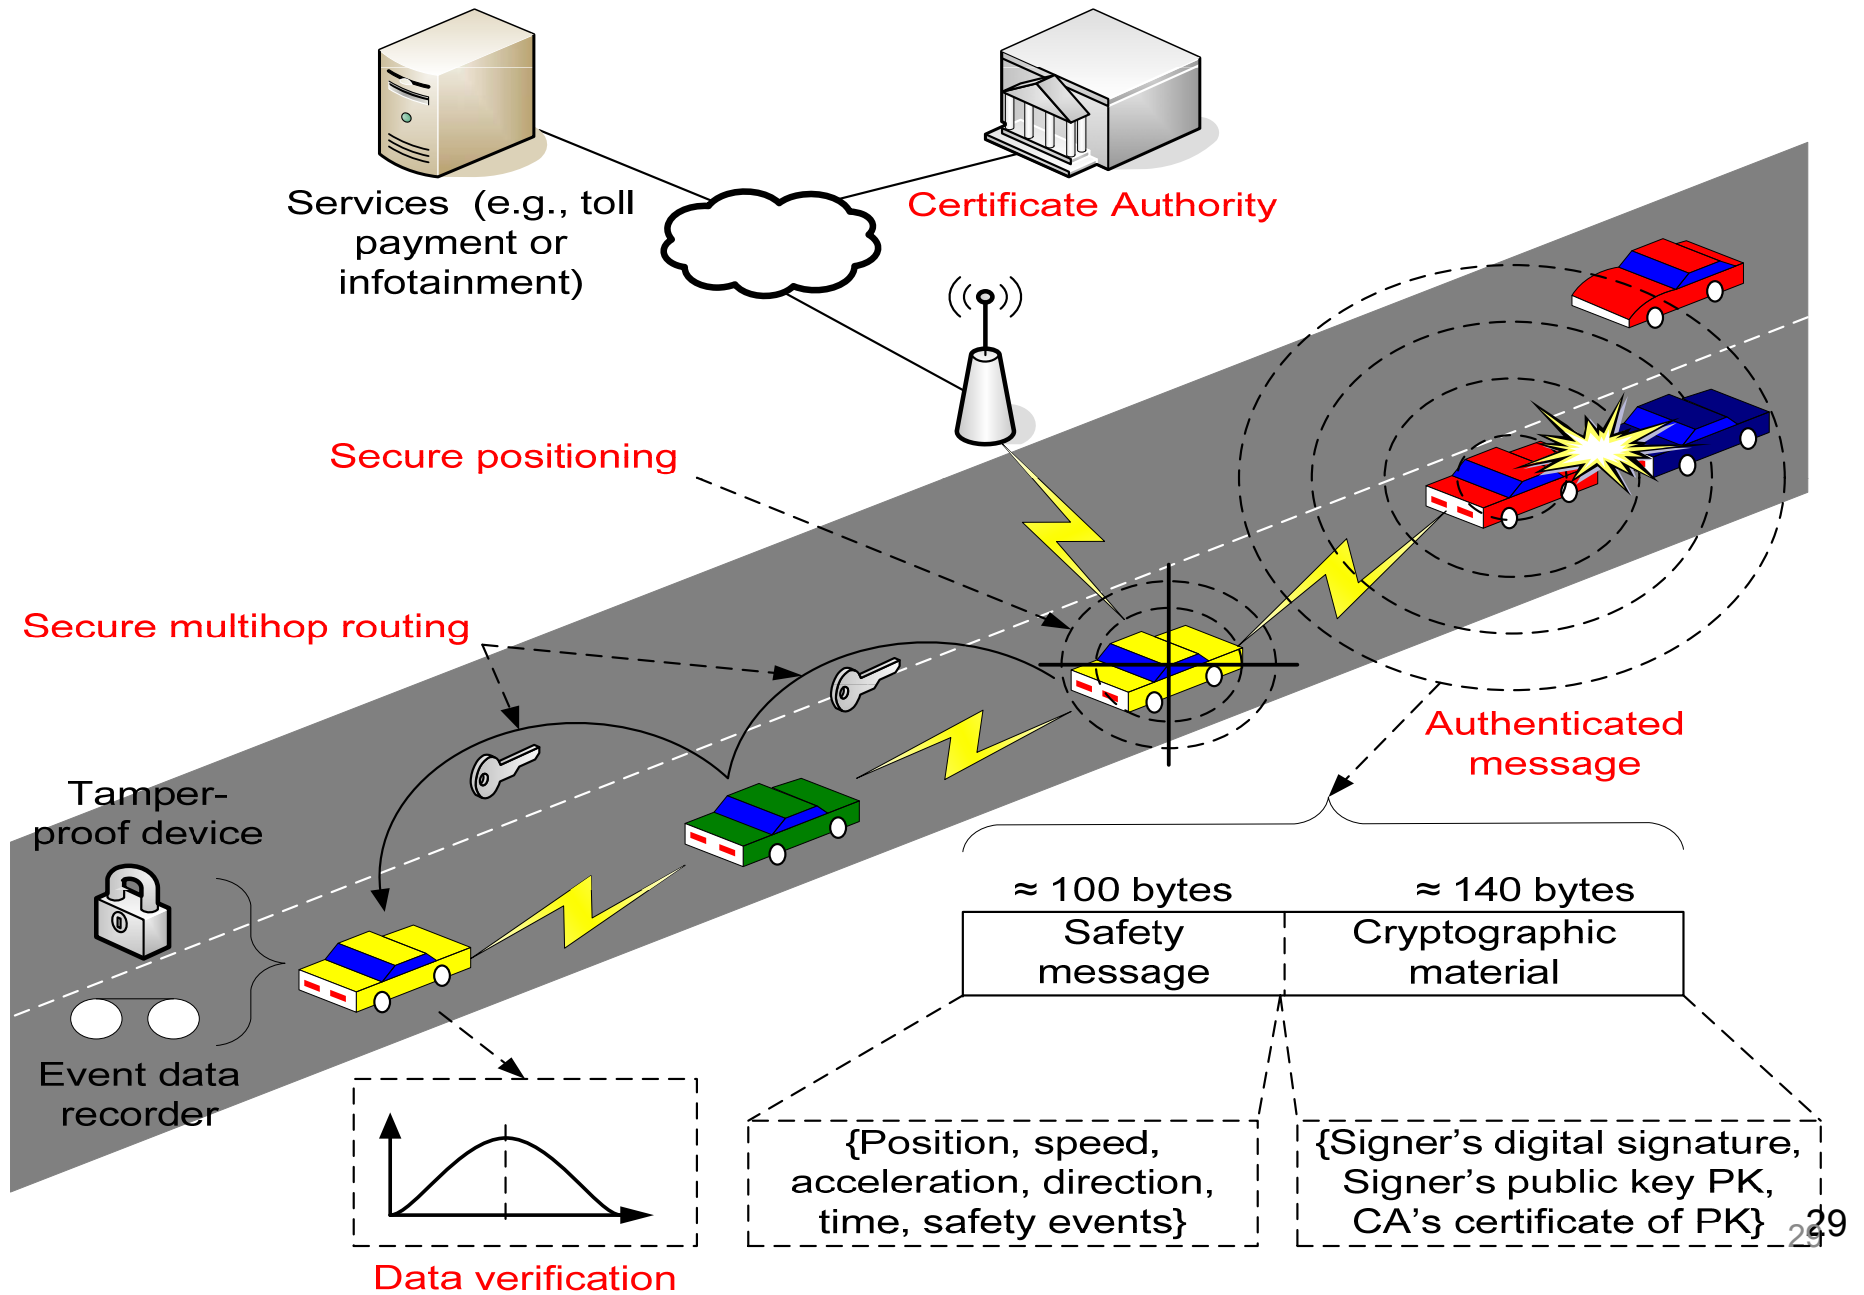 Services (e.g., toll
payment or
infotainment)
Certificate Authority
Secure positioning
Secure multihop routing
Authenticated
message
Tamper-
proof device
≈ 100 bytes
≈ 140 bytes
Safety
message
Cryptographic
material
Event data
recorder
{Position, speed,
acceleration, direction,
time, safety events}
{Signer’s digital signature,
Signer’s public key PK,
CA’s certificate of PK}
29
29
Data verification